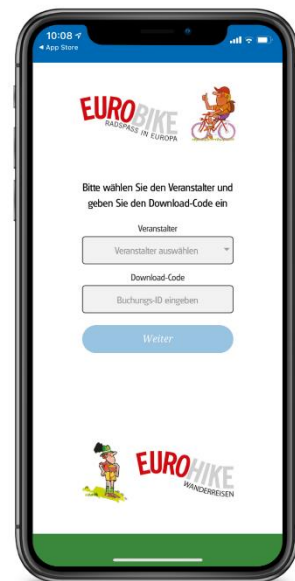 10:08
App Store
EUROBIKE
RADSPASS IN EUROPA
Bitte wählen Sie den Veranstalter und
geben Sie den Download-Code ein
Veranstalter
Veranstalter auswählen
Download-Code
Buchungs-ID eingeben
Weiter
EUROHIKE
WANDERREISEN